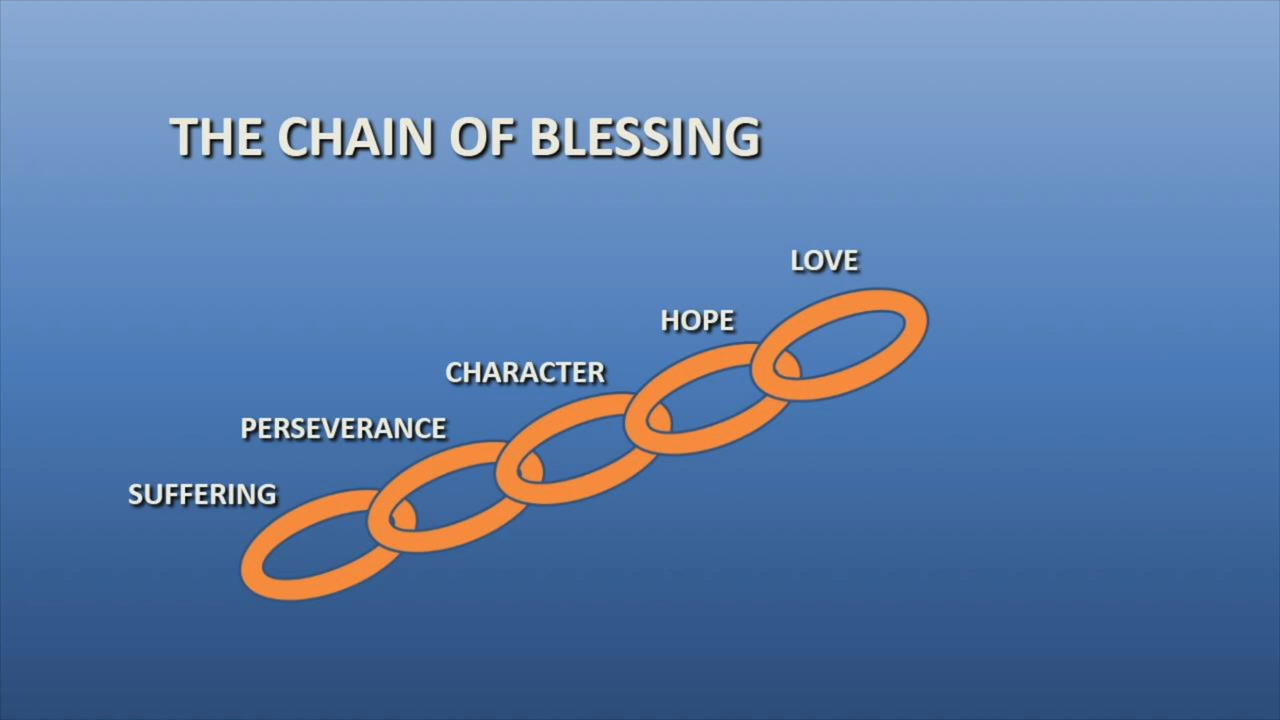 THE CHAIN OF BLESSING
LOVE
HOPE
CHARACTER
PERSEVERANCE
SUFFERING